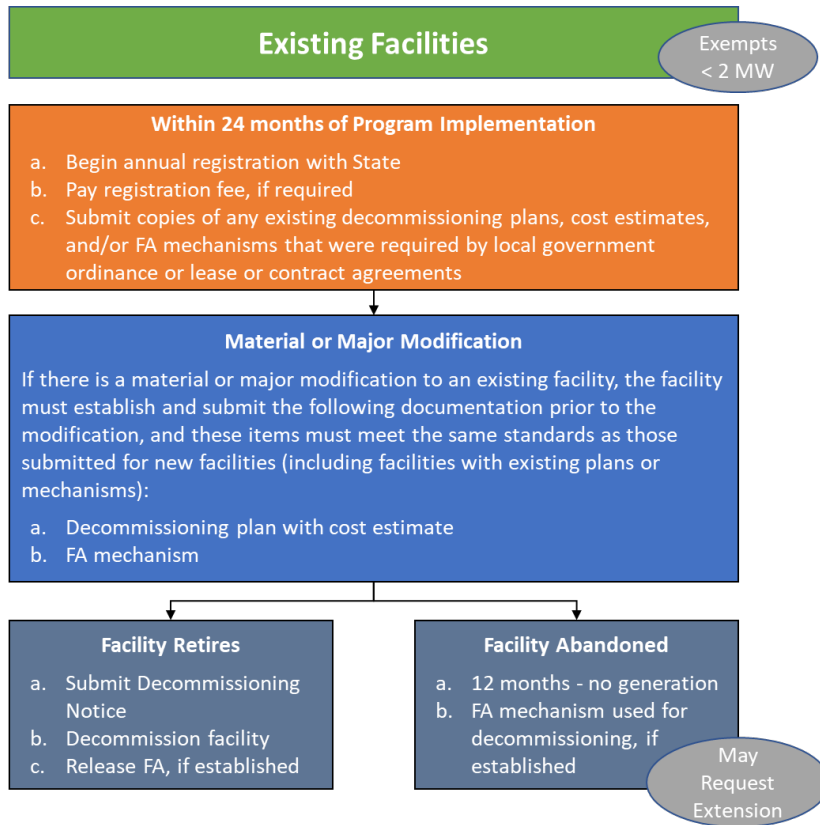 Existing Facilities
Exempts
< 2 MW
Within 24 months of Program Implementation
a. Begin annual registration with State
b. Pay registration fee, if required
c. Submit copies of any existing decommissioning plans, cost estimates,
and/or FA mechanisms that were required by local government
ordinance or lease or contract agreements
Material or Major Modification
If there is a material or major modification to an existing facility, the facility
must establish and submit the following documentation prior to the
modification, and these items must meet the same standards as those
submitted for new facilities (including facilities with existing plans or
mechanisms):
a. Decommissioning plan with cost estimate
b. FA mechanism
Facility Retires
a. Submit Decommissioning
Notice
b. Decommission facility
c. Release FA, if established
Facility Abandoned
a. 12 months - no generation
b. FA mechanism used for
decommissioning, if
established
May
Request
Extension